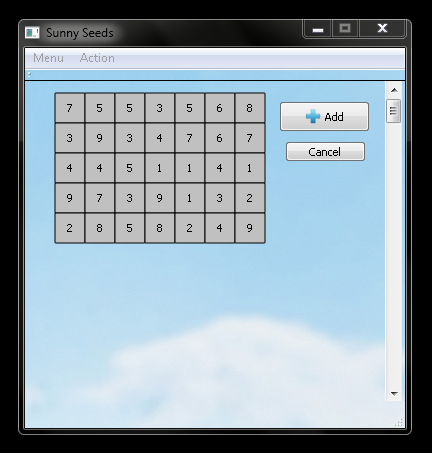 Sunny Seeds
Menu Action
7 5 5 3 5 6 8
3 9 3 4 7 6 7
4 4 5 1 1 4 1
9 7 3 9 1 3 2
2 8 5 8 2 4 9
Add
Cancel